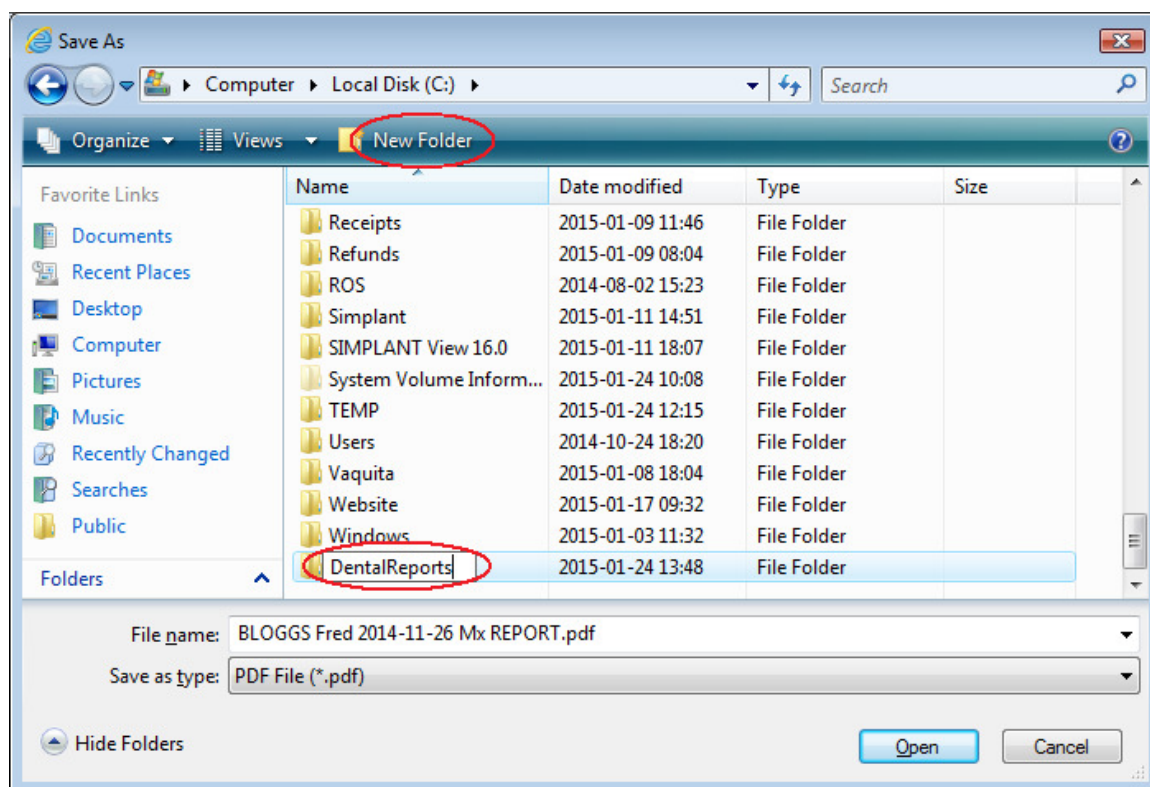 Save As
Computer Local Disk (C:) Search
Organize Views New Folder
Favorite Links
Documents
Recent Places
Desktop
Computer
Pictures
Music
Recently Changed
Searches
Public
Folders
Name Date modified Type Size
Receipts 2015-01-09 11:46 File Folder
Refunds 2015-01-09 08:04 File Folder
ROS 2014-08-02 15:23 File Folder
Simplant 2015-01-11 14:51 File Folder
SIMPLANT View 16.0 2015-01-11 18:07 File Folder
System Volume Inform... 2015-01-24 10:08 File Folder
TEMP 2015-01-24 12:15 File Folder
Users 2014-10-24 18:20 File Folder
Vaquita 2015-01-08 18:04 File Folder
Website 2015-01-17 09:32 File Folder
Windows 2015-01-03 11:32 File Folder
DentalReports 2015-01-24 13:48 File Folder
File name: BLOGGS Fred 2014-11-26 Mx REPORT.pdf
Save as type: PDF File (*.pdf)
Hide Folders Open Cancel